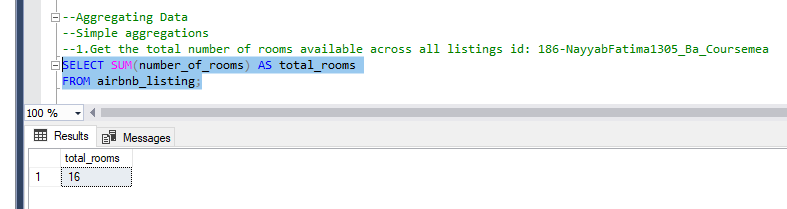 --Aggregating Data
--Simple aggregations
--1.Get the total number of rooms available across all listings id: 186-NayyabFatima1305_Ba_Coursemea
SELECT SUM(number_of_rooms) AS total_rooms
FROM airbnb_listing;
100 %
Results Messages
total_rooms
1 16